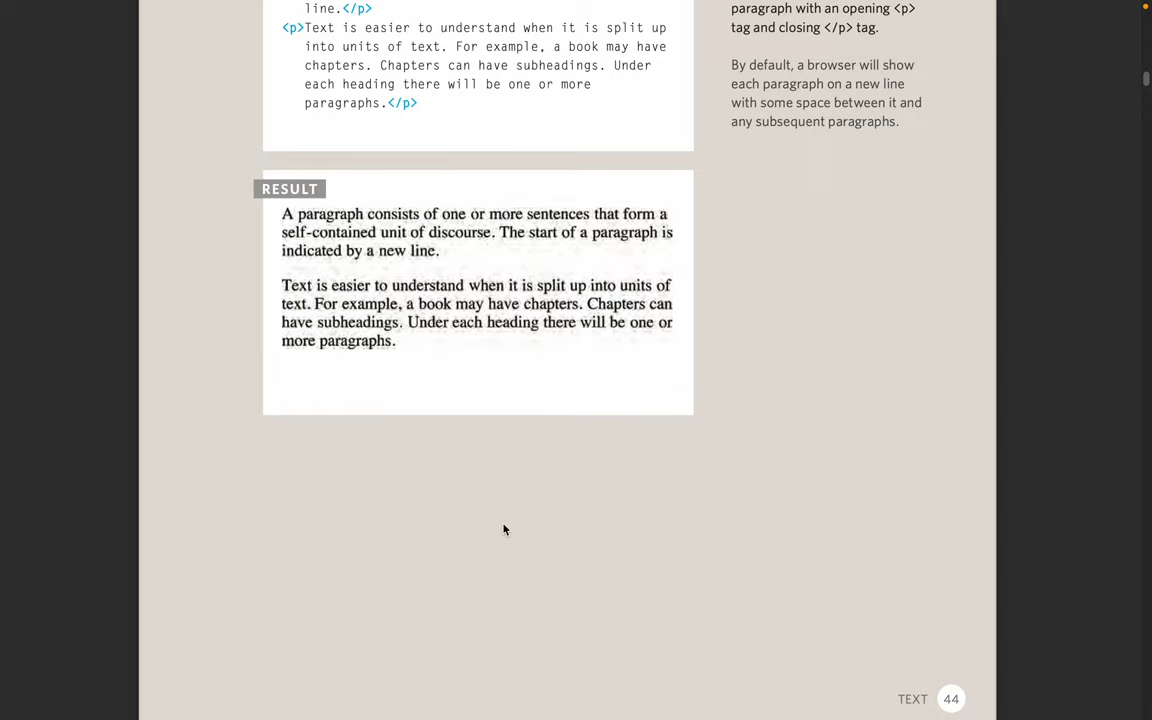 line.</p>
<p>Text is easier to understand when it is split up
into units of text. For example, a book may have
chapters. Chapters can have subheadings. Under
each heading there will be one or more
paragraphs.</p>
paragraph with an opening <p>
tag and closing </p> tag.
By default, a browser will show
each paragraph on a new line
with some space between it and
any subsequent paragraphs.
RESULT
A paragraph consists of one or more sentences that form a
self-contained unit of discourse. The start of a paragraph is
indicated by a new line.
Text is easier to understand when it is split up into units of
text. For example, a book may have chapters. Chapters can
have subheadings. Under each heading there will be one or
more paragraphs.
TEXT 44